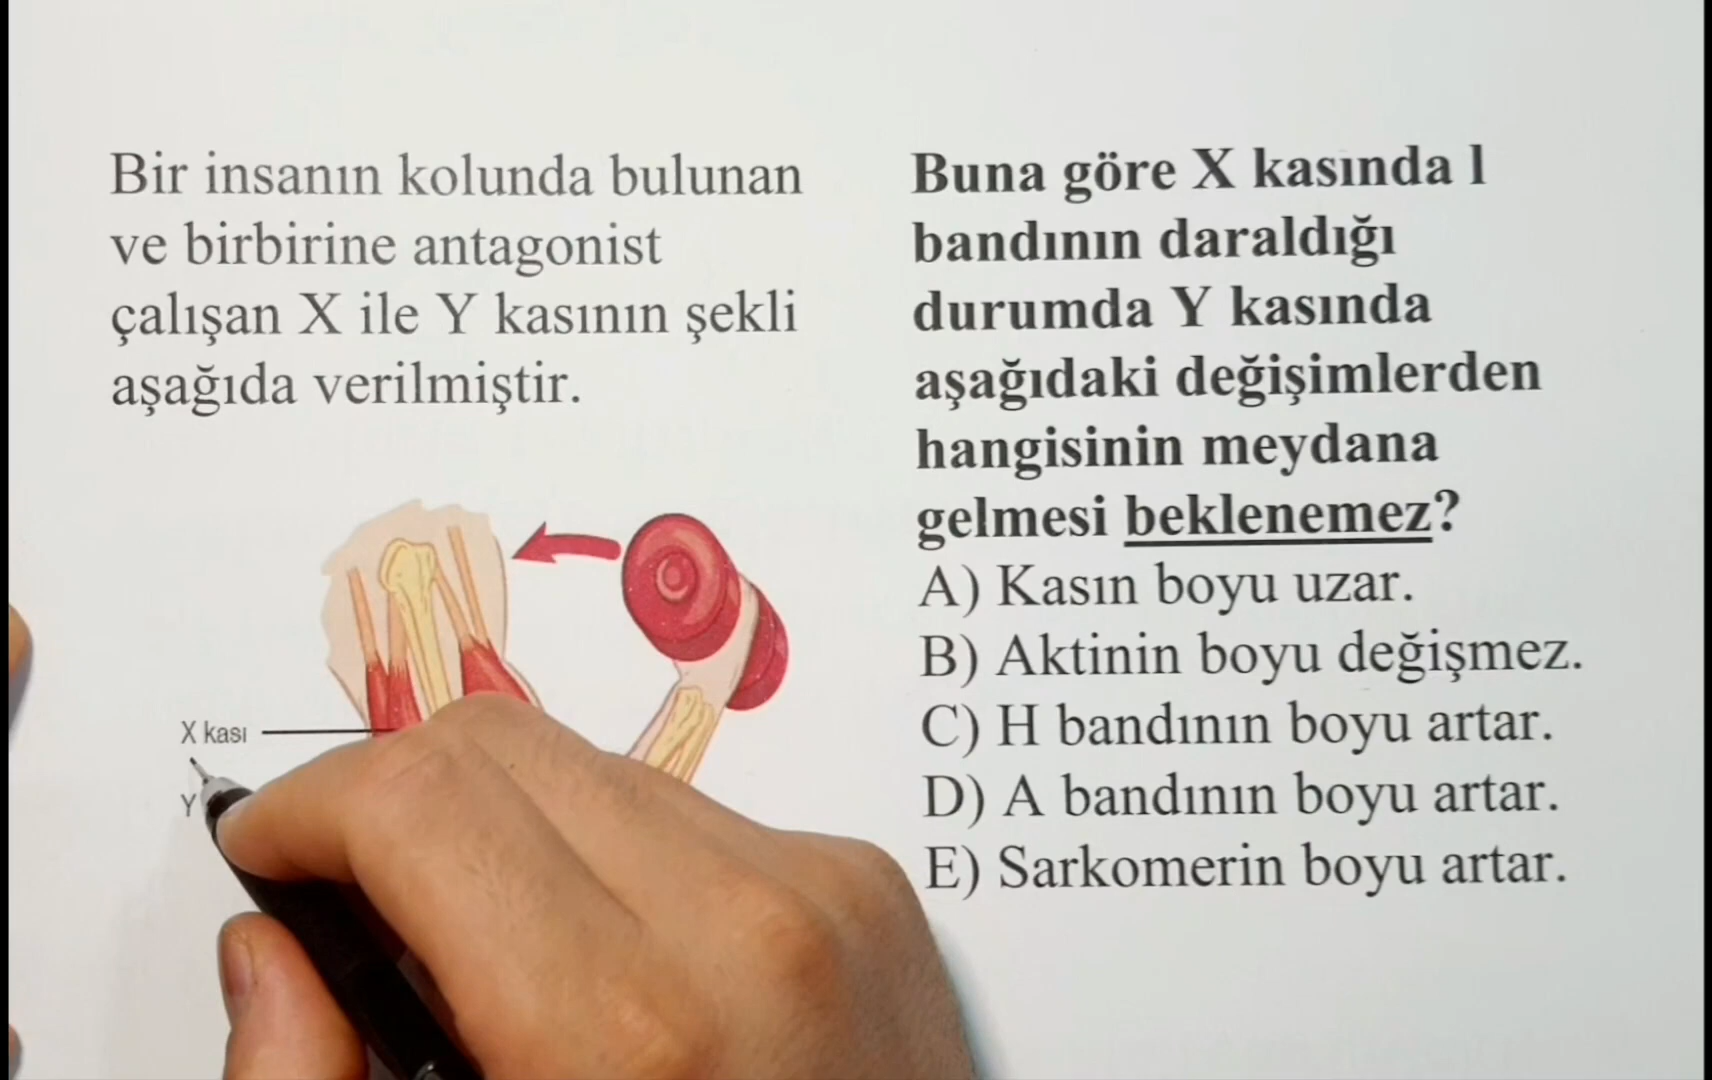 Bir insanın kolunda bulunan
ve birbirine antagonist
çalışan X ile Y kasının şekli
aşağıda verilmiştir.
X kası
Y
Buna göre X kasında l
bandının daraldığı
durumda Y kasında
aşağıdaki değişimlerden
hangisinin meydana
gelmesi beklenemez?
A) Kasın boyu uzar.
B) Aktinin boyu değişmez.
C) H bandının boyu artar.
D) A bandının boyu artar.
E) Sarkomerin boyu artar.